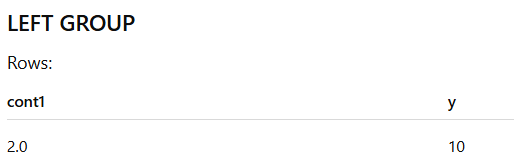 LEFT GROUP
Rows:
cont1 y
2.0 10